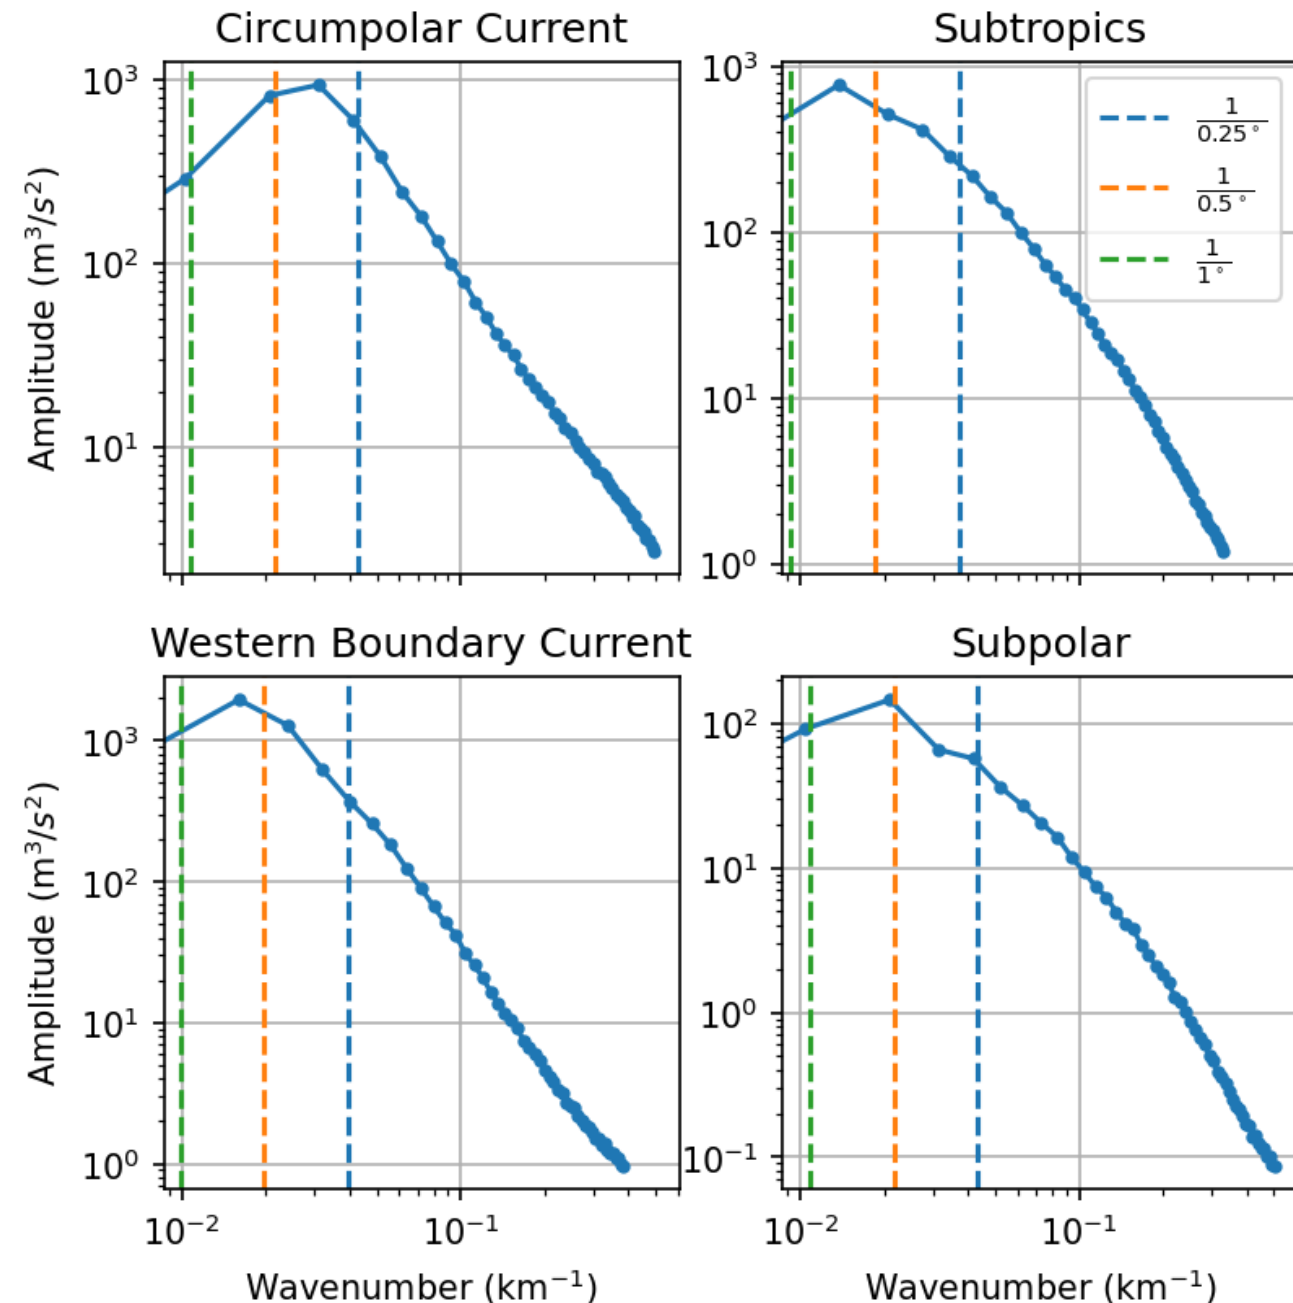 Circumpolar Current
Subtropics
Amplitude (m³/s²)
10³
10²
10¹
10³
10²
10¹
10⁰
1/0.25°
1/0.5°
1/1°
Western Boundary Current
Subpolar
Amplitude (m³/s²)
10³
10²
10¹
10⁰
10²
10¹
10⁰
10⁻¹
10⁻² 10⁻¹
10⁻² 10⁻¹
Wavenumber (km⁻¹)
Wavenumber (km⁻¹)